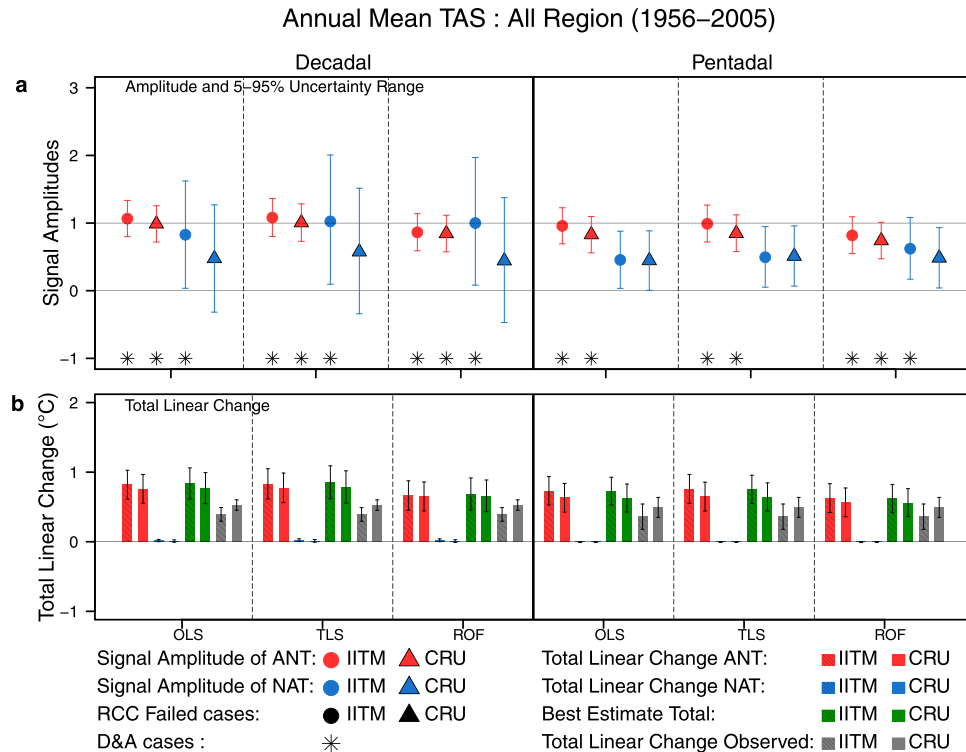 Annual Mean TAS : All Region (1956−2005)
Decadal
Pentadal
a
Amplitude and 5−95% Uncertainty Range
Signal Amplitudes
3
2
1
0
−1
b
Total Linear Change
Total Linear Change (°C)
2
1
0
−1
OLS TLS ROF OLS TLS ROF
Signal Amplitude of ANT: IITM CRU
Signal Amplitude of NAT: IITM CRU
RCC Failed cases: IITM CRU
D&A cases :
Total Linear Change ANT: IITM CRU
Total Linear Change NAT: IITM CRU
Best Estimate Total: IITM CRU
Total Linear Change Observed: IITM CRU